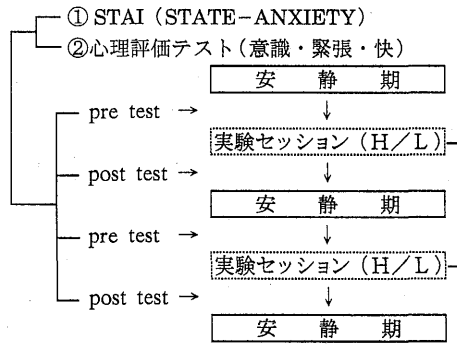 ① STAI (STATE-ANXIETY)
②心理評価テスト(意識・緊張・快)
安 静 期
pre test → ↓
実験セッション(H/L)
post test → ↓
安 静 期
pre test → ↓
実験セッション(H/L)
post test → ↓
安 静 期